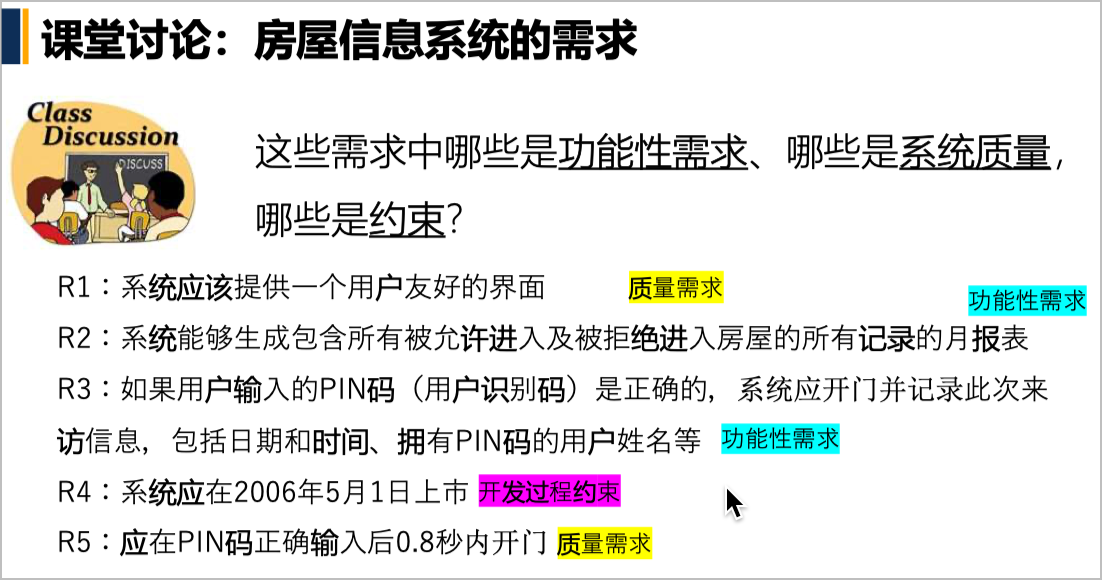 课堂讨论：房屋信息系统的需求
Class
Discussion
DISCUSS
这些需求中哪些是功能性需求、哪些是系统质量，
哪些是约束？
R1：系统应该提供一个用户友好的界面 质量需求
功能性需求
R2：系统能够生成包含所有被允许进入及被拒绝进入房屋的所有记录的月报表
R3：如果用户输入的PIN码（用户识别码）是正确的，系统应开门并记录此次来
访信息，包括日期和时间、拥有PIN码的用户姓名等 功能性需求
R4：系统应在2006年5月1日上市 开发过程约束
R5：应在PIN码正确输入后0.8秒内开门 质量需求